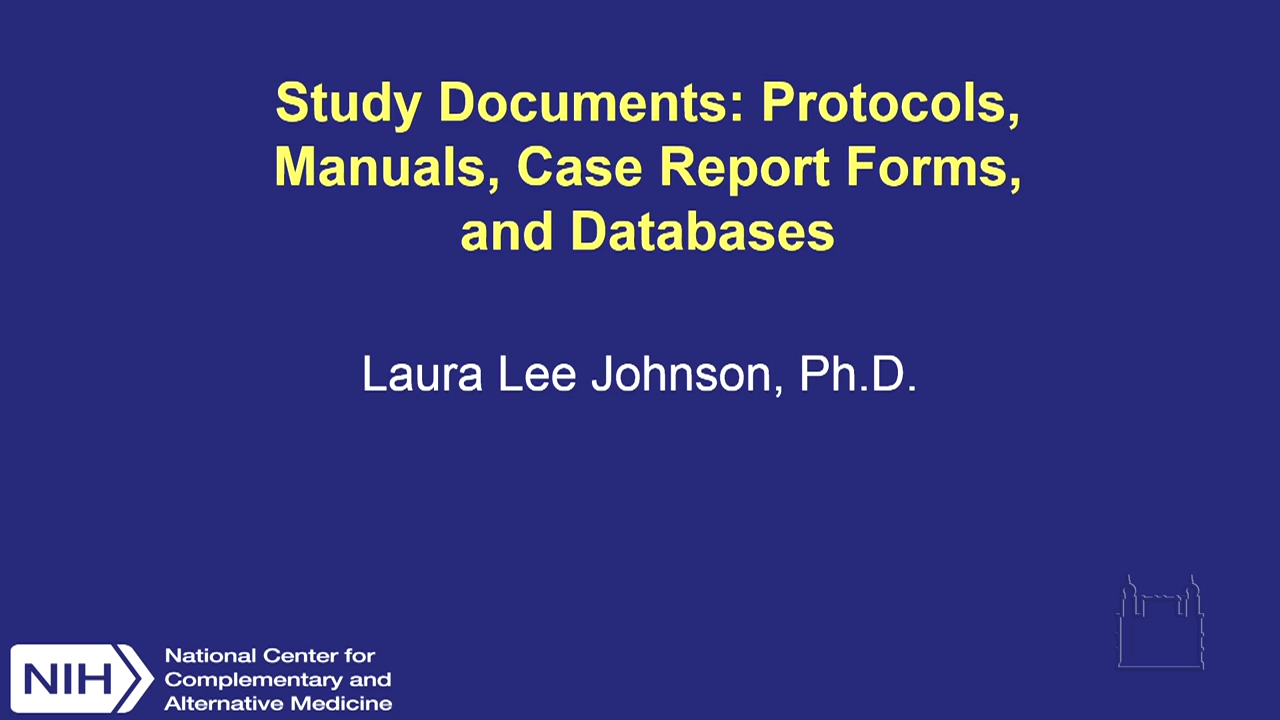 Study Documents: Protocols,
Manuals, Case Report Forms,
and Databases
Laura Lee Johnson, Ph.D.
NIH
National Center for
Complementary and
Alternative Medicine